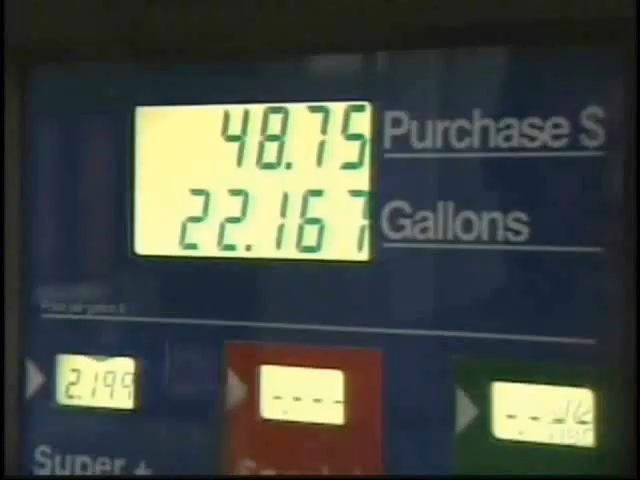 48.75 Purchase $
22.167 Gallons
2.199
Super +